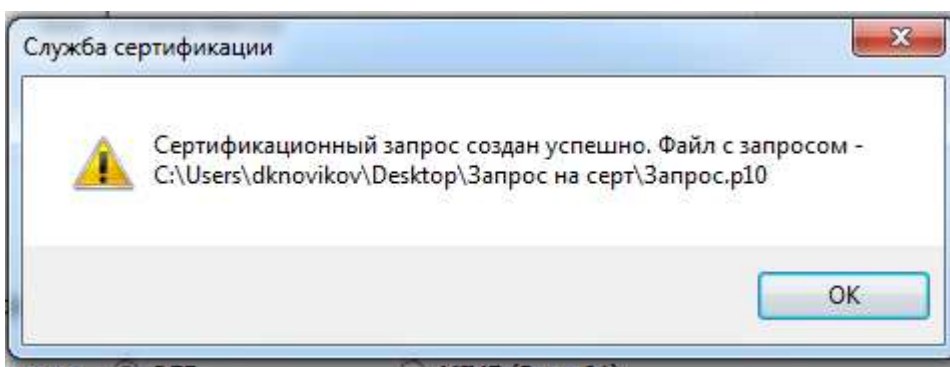 Служба сертификации
Сертификационный запрос создан успешно. Файл с запросом -
C:\Users\dknovikov\Desktop\Запрос на серт\Запрос.p10
OK